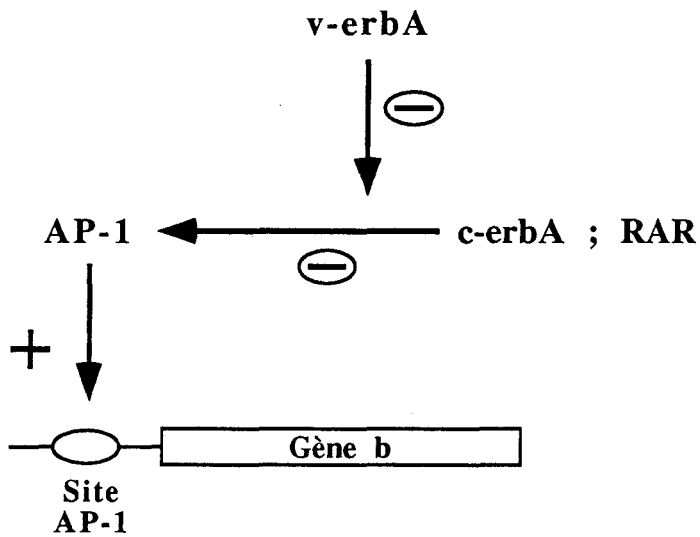 v-erbA
AP-1
c-erbA ; RAR
+
Gène b
Site
AP-1